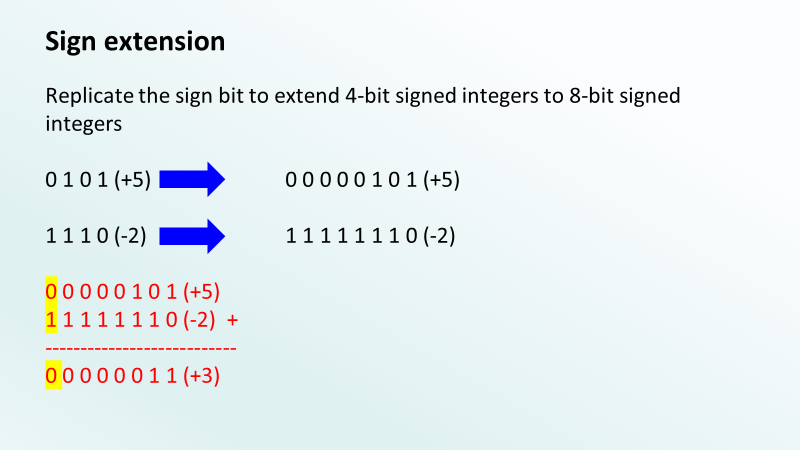 Sign extension
Replicate the sign bit to extend 4-bit signed integers to 8-bit signed
integers
0 1 0 1 (+5) 0 0 0 0 0 1 0 1 (+5)
1 1 1 0 (-2) 1 1 1 1 1 1 1 0 (-2)
0 0 0 0 0 1 0 1 (+5)
1 1 1 1 1 1 1 0 (-2) +
---------------------------
0 0 0 0 0 0 1 1 (+3)